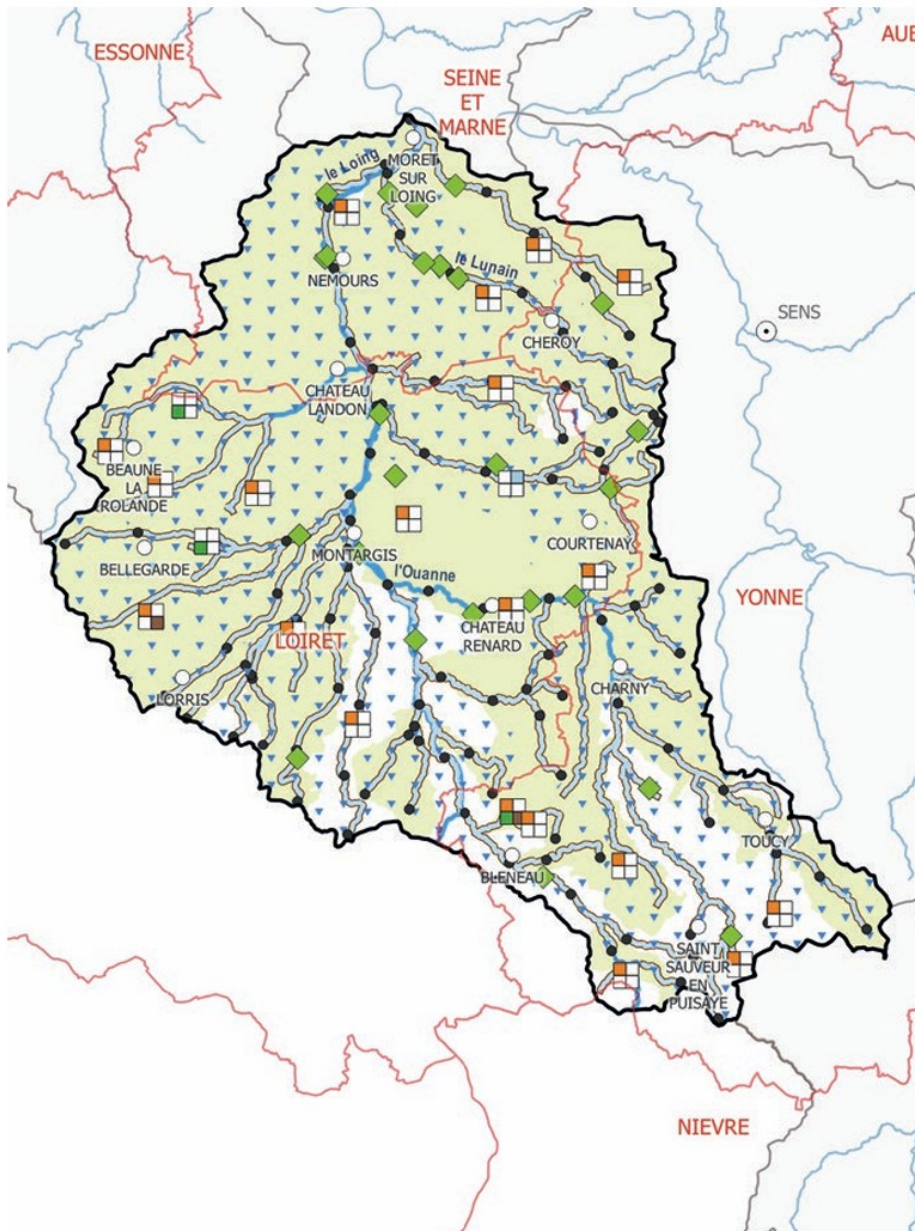 ESSONNE
AUB
SEINE
ET
MARNE
le Loing
MORET
SUR
LOING
le Lunain
NEMOURS
SENS
CHEROY
CHATEAU
LANDON
BEAUNE
LA
ROLANDE
COURTENAY
MONTARGIS
BELLEGARDE
l'Ouanne
YONNE
CHATEAU
RENARD
LOIRET
CHARNY
LORRIS
TOUCY
BLENEAU
SAINT
SAUVEUR
EN
PUISAYE
NIEVRE